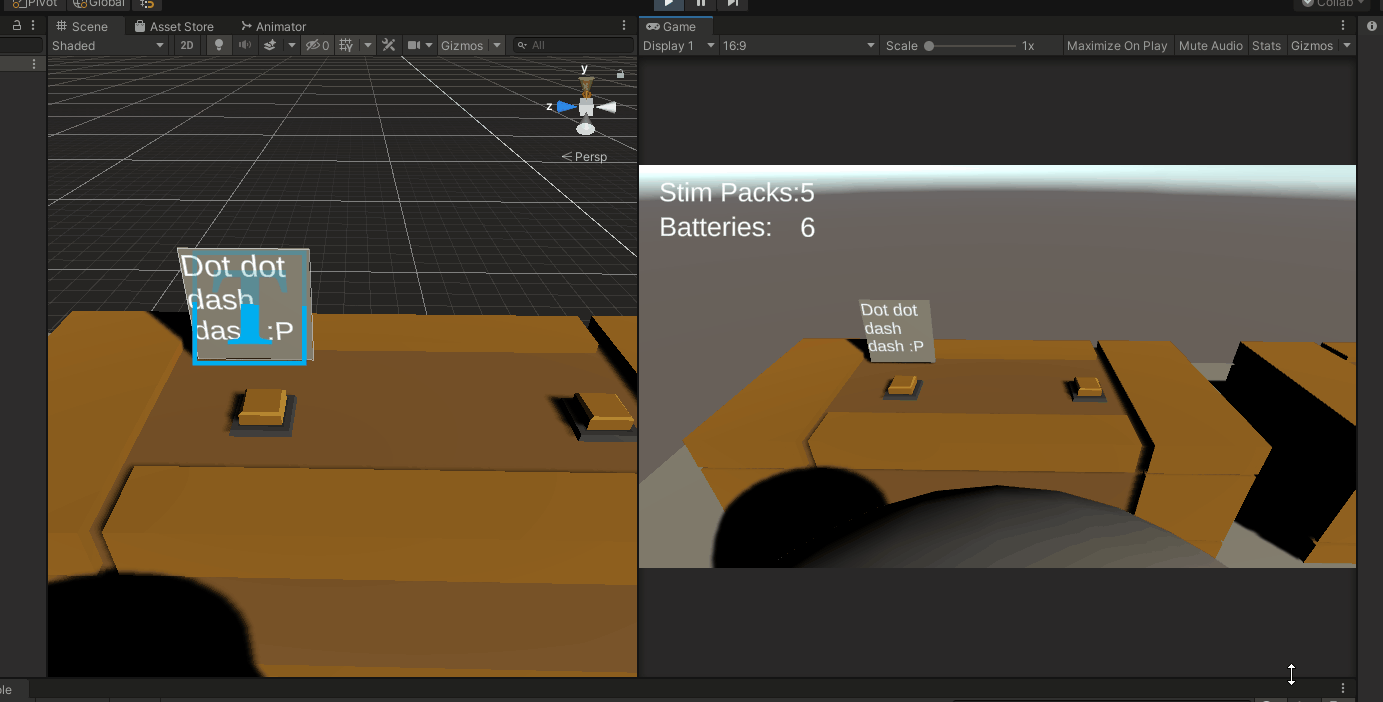 Pivot
Global
Collab
Scene
Asset Store
Animator
Game
Shaded
2D
0
Gizmos
All
Display 1
16:9
Scale
1x
Maximize On Play
Mute Audio
Stats
Gizmos
y
z
Persp
Dot dot
dash
dash :P
Stim Packs:5
Batteries: 6
Dot dot
dash
dash :P